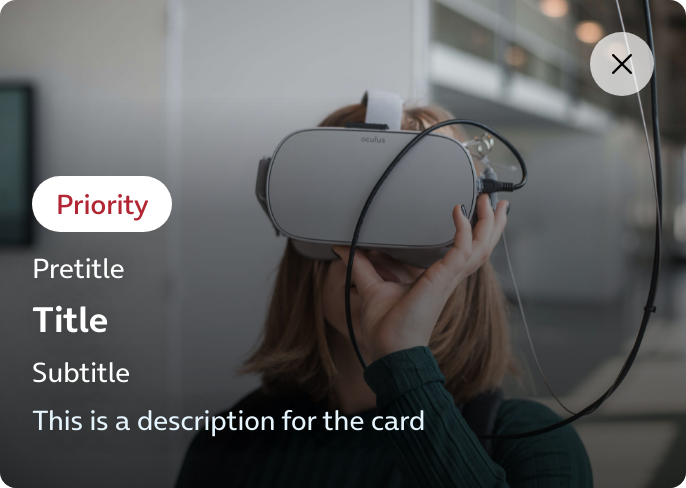 oculus
Priority
Pretitle
Title
Subtitle
This is a description for the card